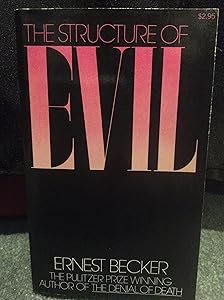 $2.95
THE STRUCTURE OF
EVIL
ERNEST BECKER
THE PULITZER PRIZE WINNING
AUTHOR OF THE DENIAL OF DEATH